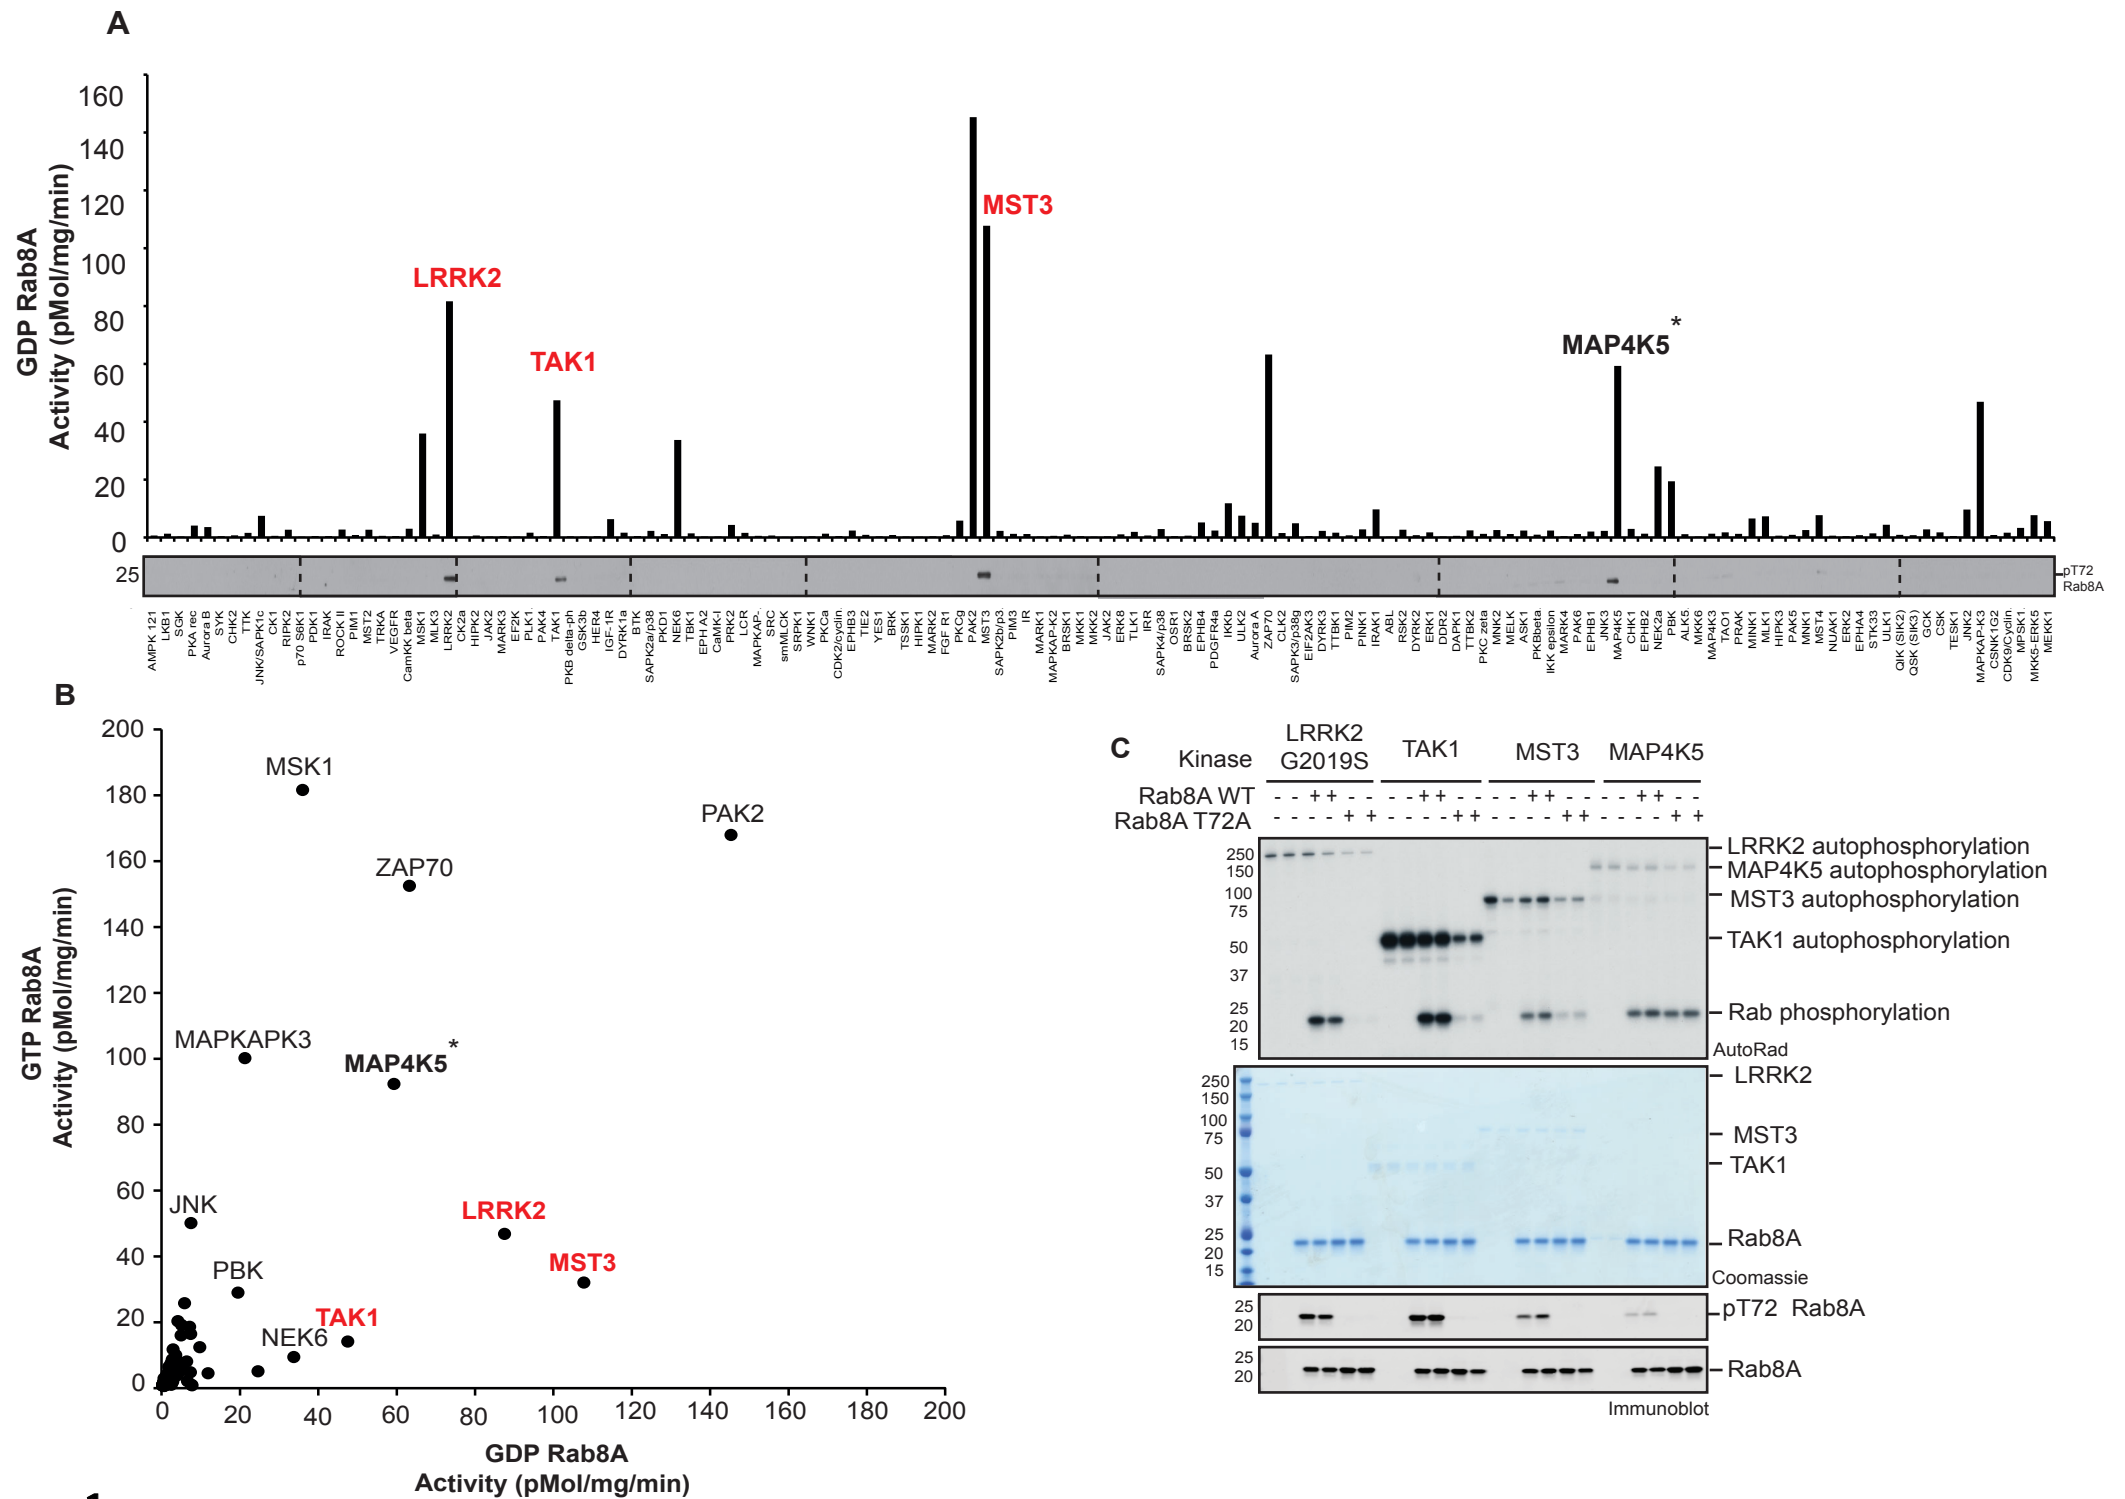 A
GDP Rab8A
Activity (pMol/mg/min)
160
140
120
100
80
60
40
20
0
LRRK2
TAK1
MST3
MAP4K5
*
25
pT72
Rab8A
AMPK 121
LKB1
SGK
PKA rec
Aurora B
SYK
CHK2
TTK
JNK/SAPK1c
CK1
RIPK2
p70 S6K1
PDK1
IRAK
ROCK II
PIM1
MST2
TRKA
VEGFR
CamKK beta
MSK1
MLK3
LRRK2
CK2a
HIPK2
JAK2
MARK3
EF2K
PLK1.
PAK4
TAK1
PKB delta-ph
GSK3b
HER4
IGF-1R
DYRK1a
BTK
SAPK2a/p38
PKD1
NEK6
TBK1
EPH A2
CaMK-I
PRK2
LCR
MAPKAP-.
SRC
smMLCK
SRPK1
WNK1
PKCa
CDK2/cyclin.
EPHB3
TIE2
YES1
BRK
TSSK1
HIPK1
MARK2
FGF R1
PKCg
PAK2
MST3
SAPK2b/p3.
PIM3
IR
MARK1
MAPKAP-K2
BRSK1
MKK1
MKK2
JAK2
ERK8
TLK1
IRR
SAPK4/p38
OSR1
BRSK2
EPHB4
PDGFR4a
IKKb
ULK2
Aurora A
ZAP70
CLK2
SAPK3/p38g
EIF2AK3
DYRK3
TTBK1
PIM2
PINK1
IRAK1
ABL
RSK2
DYRK2
ERK1
DDR2
DAPK1
TTBK2
PKC zeta
MNK2
MELK
ASK1
PKBbeta.
IKK epsilon
MARK4
PAK6
EPHB1
JNK3
MAP4K5
CHK1
EPHB2
NEK2a
PBK
ALK5
MKK6
MAP4K3
TAO1
PRAK
MINK1
MLK1
HPK3
PAK5
MNK1
MST4
NUAK1
ERK2
EPHA4
STK33
ULK1
QIK (SIK2)
QSK (SIK3)
GCK
CSK
TESK1
JNK2
MAPKAP-K3
CSNK1G2
CDK9/Cyclin.
MPSK1.
MKK5-ERK5
MEKK1
B
GTP Rab8A
Activity (pMol/mg/min)
200
180
160
140
120
100
80
60
40
20
0
MSK1
PAK2
ZAP70
MAPKAPK3
MAP4K5
*
JNK
LRRK2
PBK
MST3
TAK1
NEK6
0 20 40 60 80 100 120 140 160 180 200
GDP Rab8A
Activity (pMol/mg/min)
C
Kinase LRRK2 G2019S TAK1 MST3 MAP4K5
Rab8A WT - - + + - - - - + + - - - - + + - - - - + + - -
Rab8A T72A - - - - + + - - - - + + - - - - + + - - - - + +
250
150
100
75
50
37
25
20
15
LRRK2 autophosphorylation
MAP4K5 autophosphorylation
MST3 autophosphorylation
TAK1 autophosphorylation
Rab phosphorylation
AutoRad
250
150
100
75
50
37
25
20
15
LRRK2
MST3
TAK1
Rab8A
Coomassie
25
20
pT72 Rab8A
25
20
Rab8A
Immunoblot